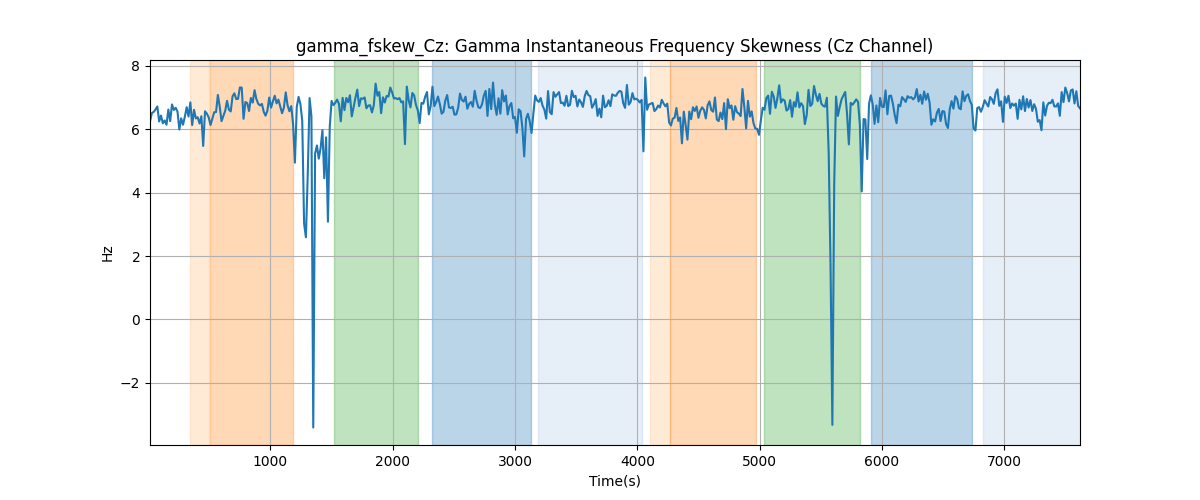 gamma_fskew_Cz: Gamma Instantaneous Frequency Skewness (Cz Channel)
8
6
4
2
0
−2
Hz
1000 2000 3000 4000 5000 6000 7000
Time(s)